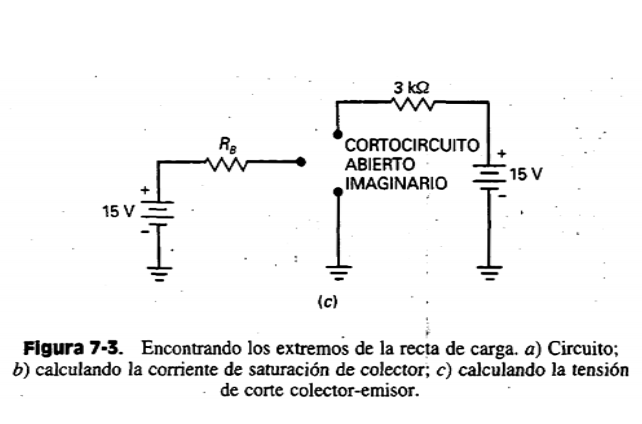 3 kΩ
R_B
CORTOCIRCUITO
ABIERTO
IMAGINARIO
+
15 V
-
+
15 V
-
(c)
Figura 7-3. Encontrando los extremos de la recta de carga. a) Circuito;
b) calculando la corriente de saturación de colector; c) calculando la tensión
de corte colector-emisor.